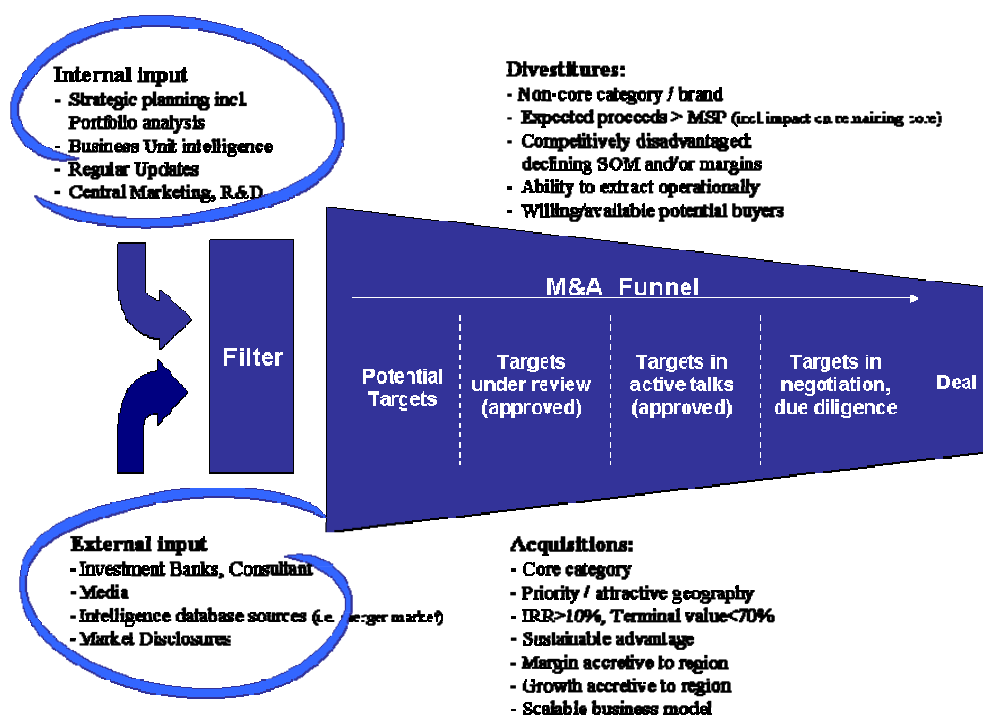 Internal input
- Strategic planning incl.
Portfolio analysis
- Business Unit intelligence
- Regular Updates
- Central Marketing, R&D
Divestitures:
- Non-core category / brand
- Expected proceeds > MSP (incl impact on remaining core)
- Competitively disadvantaged:
declining SOM and/or margins
- Ability to extract operationally
- Willing/available potential buyers
Filter
M&A Funnel
Potential
Targets
Targets
under review
(approved)
Targets in
active talks
(approved)
Targets in
negotiation,
due diligence
Deal
External input
- Investment Banks, Consultant
- Media
- Intelligence database sources (i.e. merger market)
- Market Disclosures
Acquisitions:
- Core category
- Priority / attractive geography
- IRR>10%, Terminal value<70%
- Sustainable advantage
- Margin accretive to region
- Growth accretive to region
- Scalable business model